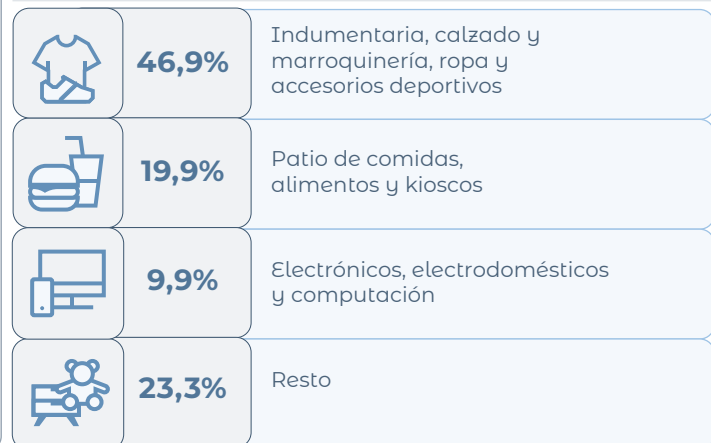 46,9%
Indumentaria, calzado y
marroquinería, ropa y
accesorios deportivos
19,9%
Patio de comidas,
alimentos y kioscos
9,9%
Electrónicos, electrodomésticos
y computación
23,3%
Resto